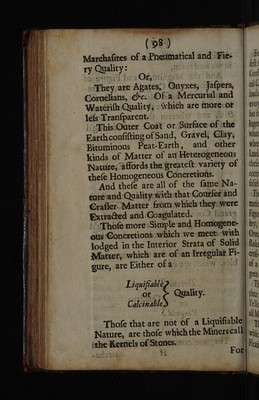 ( 98 )
Marchaſites of a Pneumatical and Fie-
ry Quality:
Or,
They are Agates, Onyxes, Jaſpers,
Cornelians, &c. Of a Mercurial and
Wateriſh Quality, which are more or
leſs Tranſparent.
This Outer Coat or Surface of the
Earth conſiſting of Sand, Gravel, Clay,
Bituminous Peat-Earth, and other
kinds of Matter of an Heterogeneous
Nature, affords the greateſt variety of
theſe Homogeneous Concretions.
And theſe are all of the ſame Na-
ture and Quality with that Courſer and
Craſſer Matter from which they were
Extracted and Coagulated.
Thoſe more Simple and Homogene-
ous Concretions which we meet with
lodged in the Interior Strata of Solid
Matter, which are of an Irregular Fi-
gure, are Either of a
Liquifiable
or } Quality.
Calcinable
Thoſe that are not of a Liquifiable
Nature, are thoſe which the Miners call
the Kernels of Stones.
For